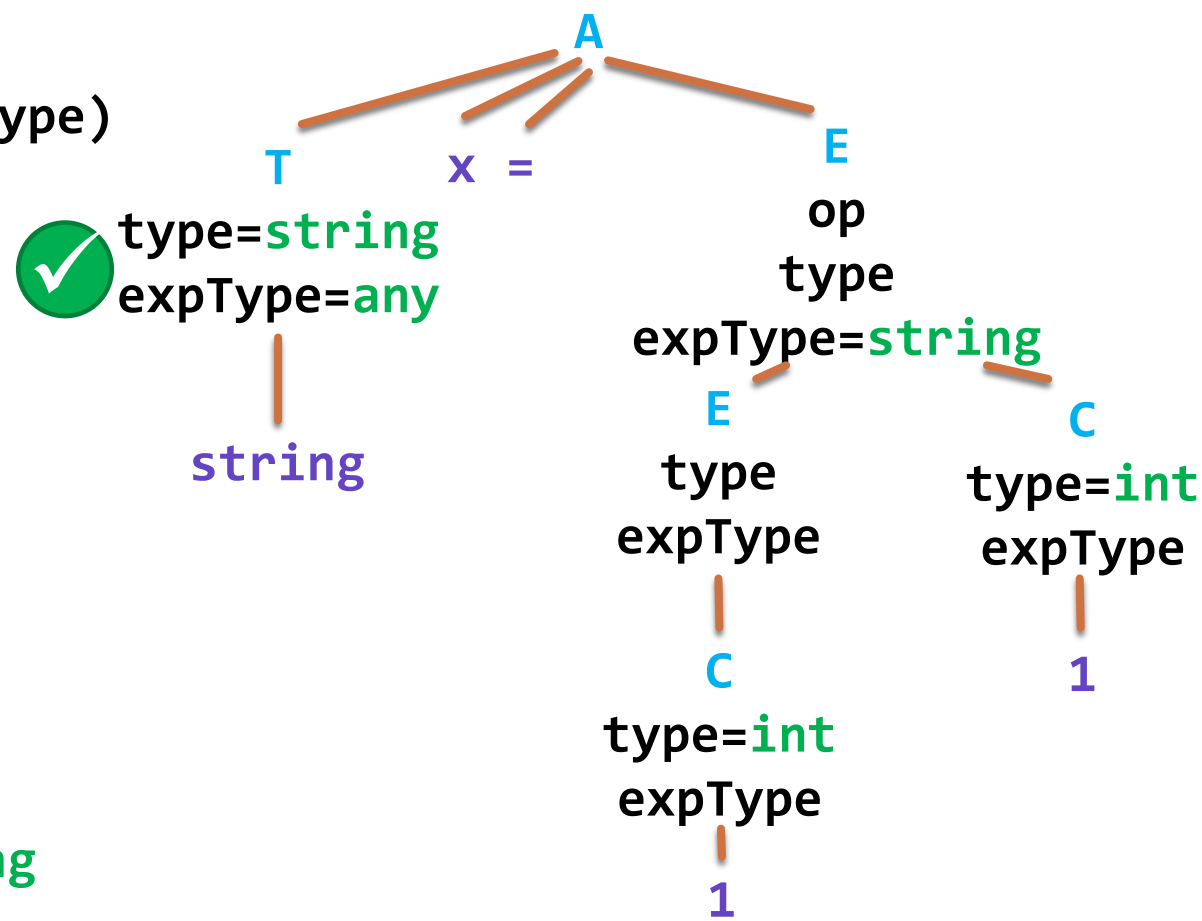 A
ype)
T
x =
E
type=string
expType=any
op
type
expType=string
string
E
type
expType
C
type=int
expType
C
type=int
expType
1
1
g